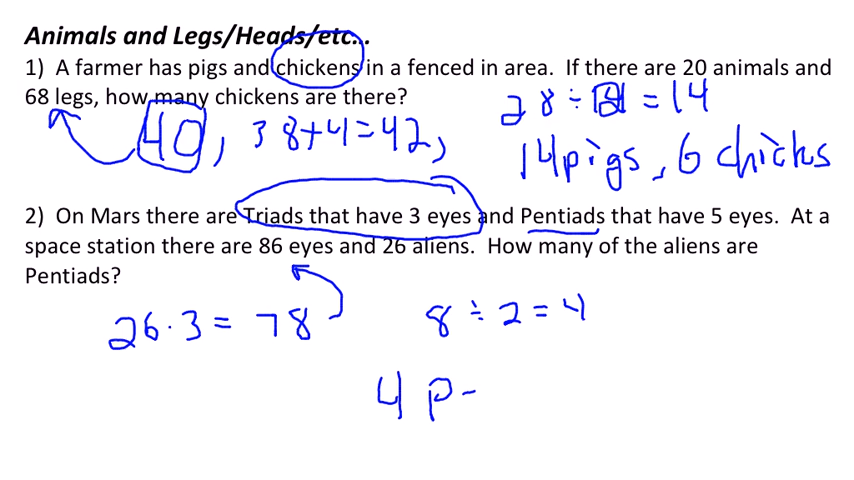 Animals and Legs/Heads/etc...
1) A farmer has pigs and chickens in a fenced in area. If there are 20 animals and
68 legs, how many chickens are there?
28 ÷ = 14
40, 38+4=42,
14 pigs, 6 chicks
2) On Mars there are Triads that have 3 eyes and Pentiads that have 5 eyes. At a
space station there are 86 eyes and 26 aliens. How many of the aliens are
Pentiads?
26·3 = 78 8 ÷ 2 = 4
4 p-